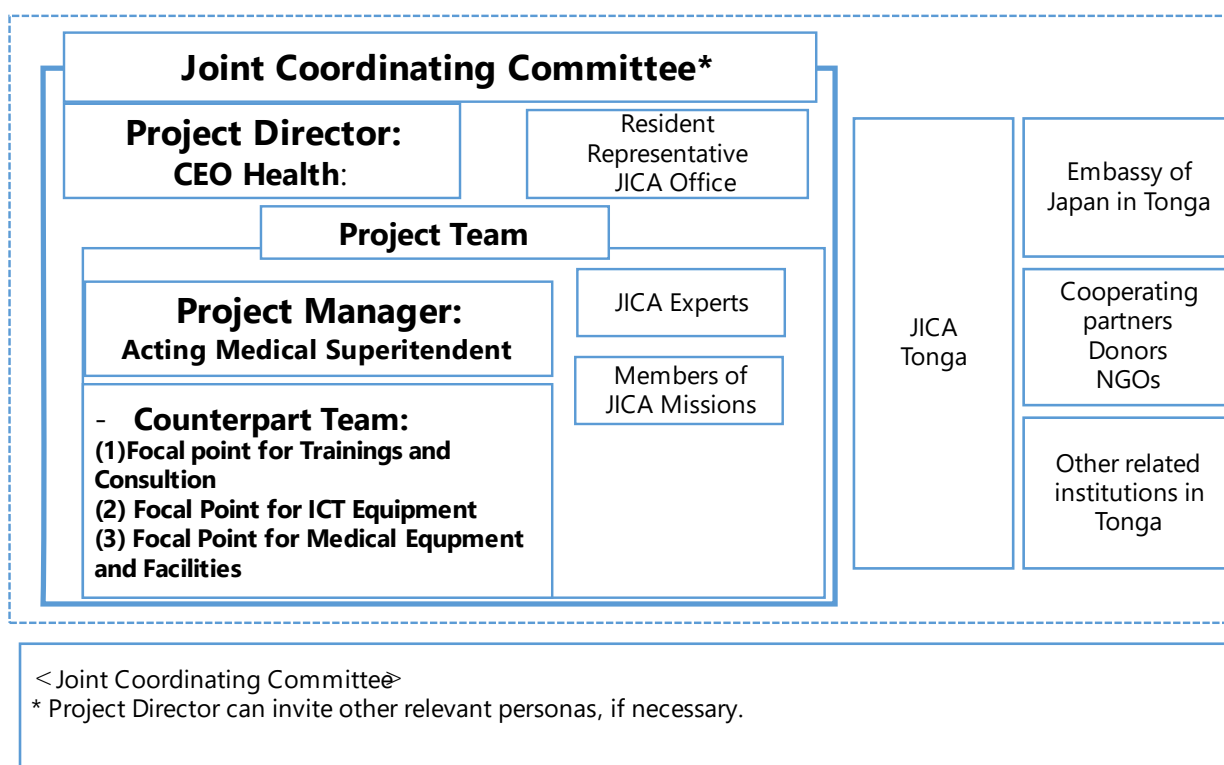 Joint Coordinating Committee*
Project Director:
CEO Health:
Resident
Representative
JICA Office
Project Team
Project Manager:
Acting Medical Superitendent
- Counterpart Team:
(1)Focal point for Trainings and
Consultion
(2) Focal Point for ICT Equipment
(3) Focal Point for Medical Equpment
and Facilities
JICA Experts
Members of
JICA Missions
JICA
Tonga
Embassy of
Japan in Tonga
Cooperating
partners
Donors
NGOs
Other related
institutions in
Tonga
<Joint Coordinating Committee>
* Project Director can invite other relevant personas, if necessary.